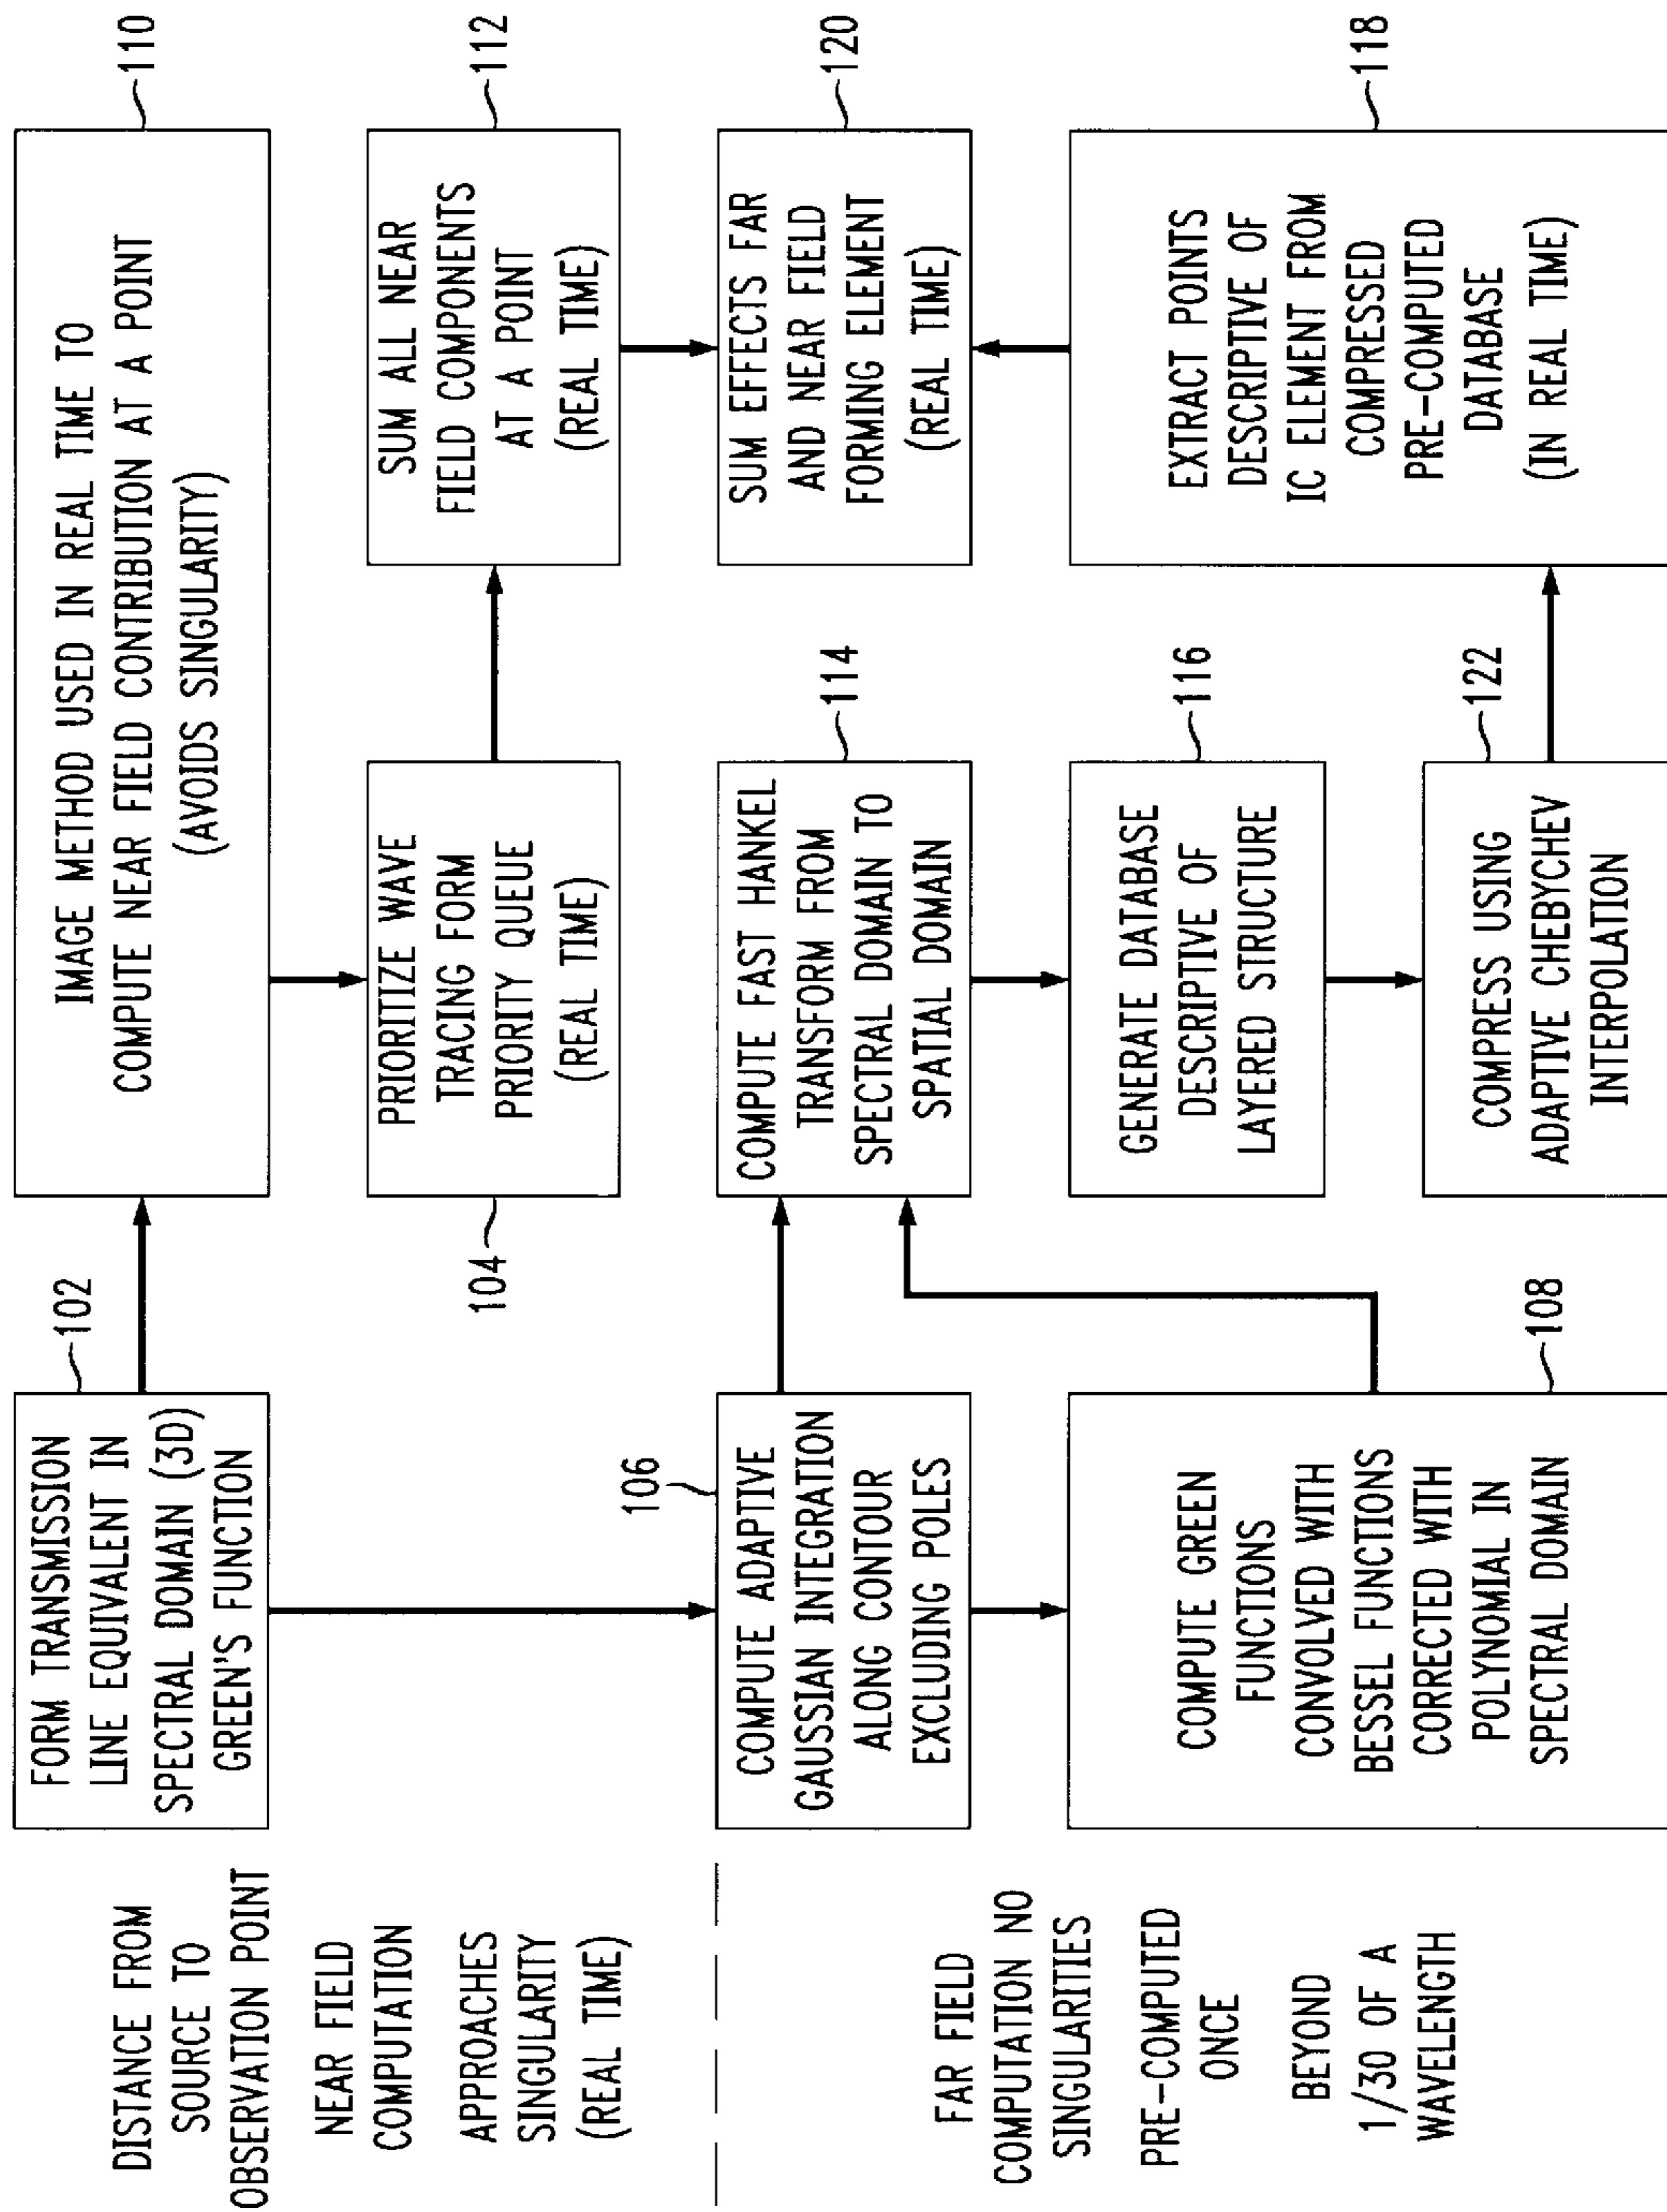 DISTANCE FROM
SOURCE TO
OBSERVATION POINT
NEAR FIELD
COMPUTATION
APPROACHES
SINGULARITY
(REAL TIME)
FAR FIELD
COMPUTATION NO
SINGULARITIES
PRE-COMPUTED
ONCE
BEYOND
1/30 OF A
WAVELENGTH
FORM TRANSMISSION
LINE EQUIVALENT IN
SPECTRAL DOMAIN (3D)
GREEN'S FUNCTION
102
IMAGE METHOD USED IN REAL TIME TO
COMPUTE NEAR FIELD CONTRIBUTION AT A POINT
(AVOIDS SINGULARITY)
110
PRIORITIZE WAVE
TRACING FORM
PRIORITY QUEUE
(REAL TIME)
104
SUM ALL NEAR
FIELD COMPONENTS
AT A POINT
(REAL TIME)
112
COMPUTE ADAPTIVE
GAUSSIAN INTEGRATION
ALONG CONTOUR
EXCLUDING POLES
106
COMPUTE FAST HANKEL
TRANSFORM FROM
SPECTRAL DOMAIN TO
SPATIAL DOMAIN
114
SUM EFFECTS FAR
AND NEAR FIELD
FORMING ELEMENT
(REAL TIME)
120
COMPUTE GREEN
FUNCTIONS
CONVOLVED WITH
BESSEL FUNCTIONS
CORRECTED WITH
POLYNOMIAL IN
SPECTRAL DOMAIN
108
GENERATE DATABASE
DESCRIPTIVE OF
LAYERED STRUCTURE
116
COMPRESS USING
ADAPTIVE CHEBYCHEV
INTERPOLATION
122
EXTRACT POINTS
DESCRIPTIVE OF
IC ELEMENT FROM
COMPRESSED
PRE-COMPUTED
DATABASE
(IN REAL TIME)
118